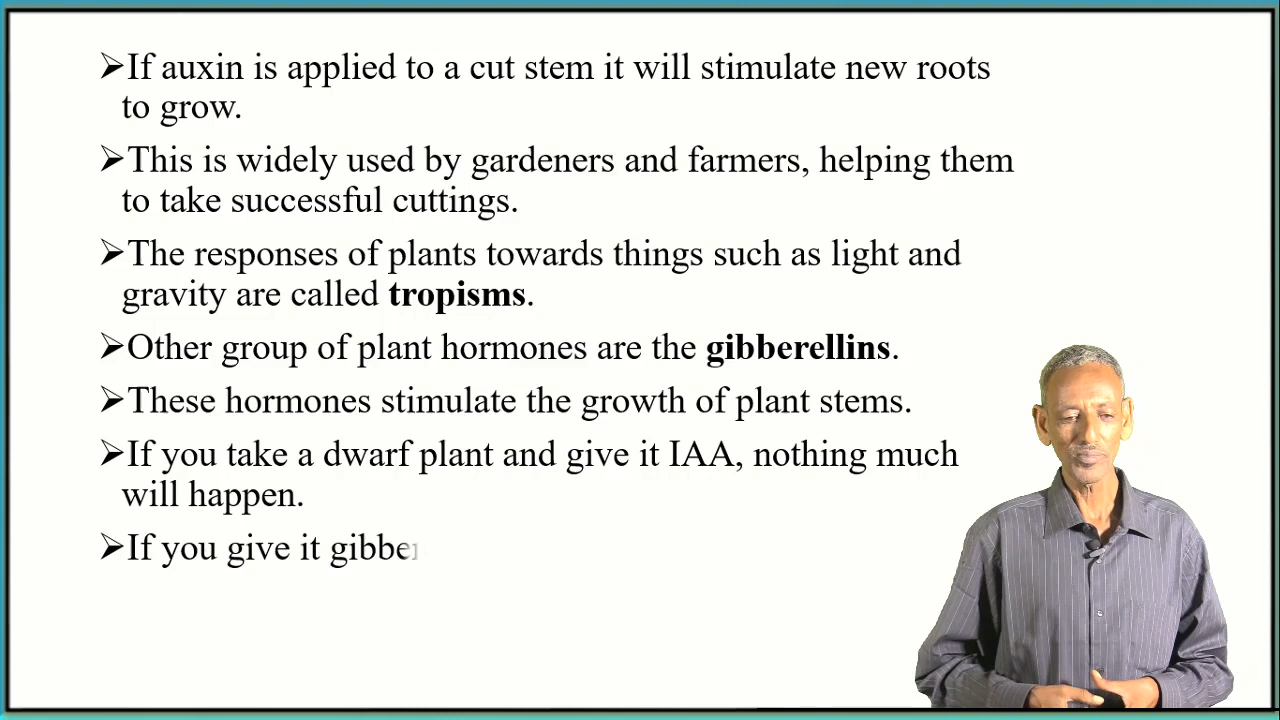 ➢If auxin is applied to a cut stem it will stimulate new roots
to grow.
➢This is widely used by gardeners and farmers, helping them
to take successful cuttings.
➢The responses of plants towards things such as light and
gravity are called tropisms.
➢Other group of plant hormones are the gibberellins.
➢These hormones stimulate the growth of plant stems.
➢If you take a dwarf plant and give it IAA, nothing much
will happen.
➢If you give it gibber